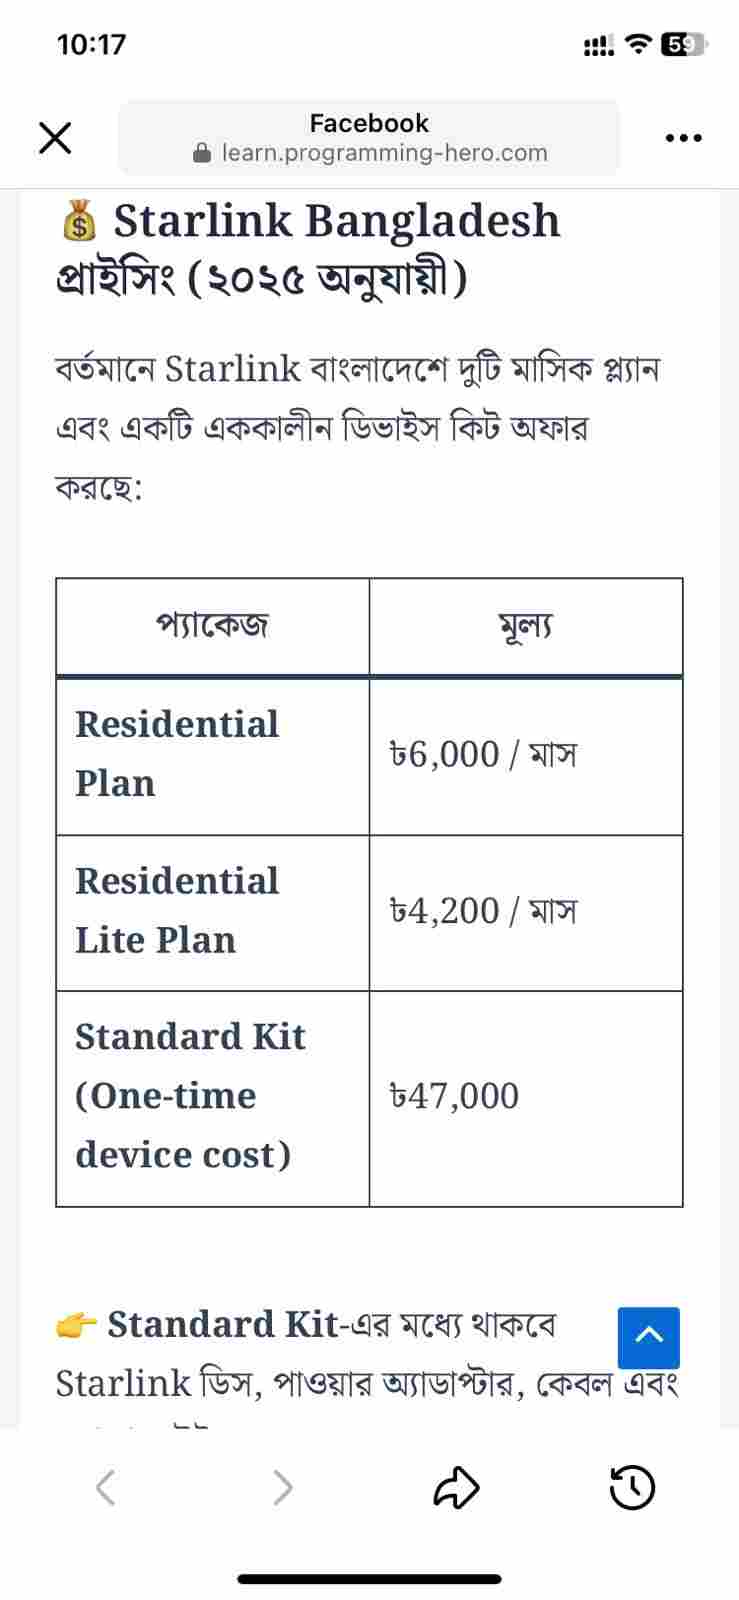 10:17
59
Facebook
learn.programming-hero.com
Starlink Bangladesh
প্রাইসিং (২০২৫ অনুযায়ী)
বর্তমানে Starlink বাংলাদেশে দুটি মাসিক প্ল্যান
এবং একটি এককালীন ডিভাইস কিট অফার
করছে:
প্যাকেজ মূল্য
Residential
Plan
৳6,000 / মাস
Residential
Lite Plan
৳4,200 / মাস
Standard Kit
(One-time
device cost)
৳47,000
Standard Kit-এর মধ্যে থাকবে
Starlink ডিস, পাওয়ার অ্যাডাপ্টার, কেবল এবং